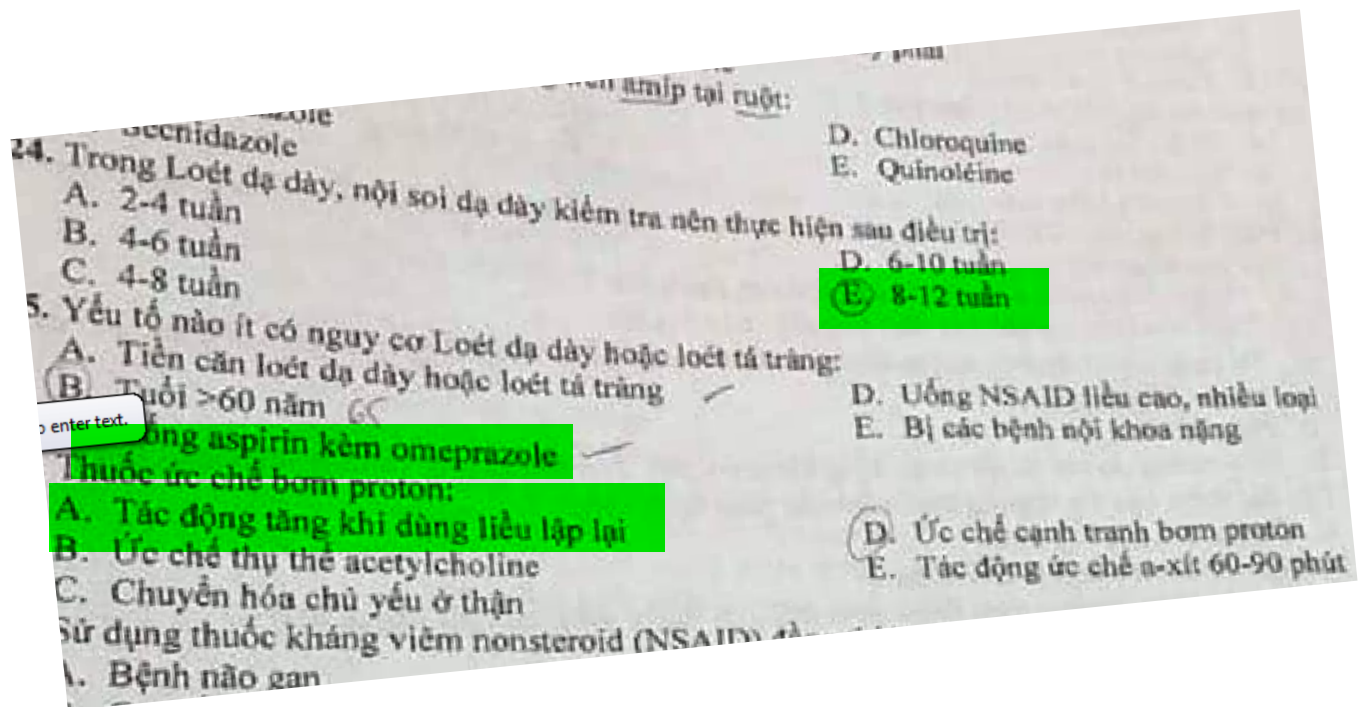 phải
amip tại ruột:
Secnidazole
D. Chloroquine
E. Quinoléine
24. Trong Loét dạ dày, nội soi dạ dày kiểm tra nên thực hiện sau điều trị:
A. 2-4 tuần
B. 4-6 tuần
C. 4-8 tuần
D. 6-10 tuần
E. 8-12 tuần
5. Yếu tố nào ít có nguy cơ Loét dạ dày hoặc loét tá tràng:
A. Tiền căn loét dạ dày hoặc loét tá tràng
B. Tuổi >60 năm
enter text.
ống aspirin kèm omeprazole
D. Uống NSAID liều cao, nhiều loại
E. Bị các bệnh nội khoa nặng
Thuốc ức chế bơm proton:
A. Tác động tăng khi dùng liều lập lại
B. Ức chế thụ thể acetylcholine
C. Chuyển hóa chủ yếu ở thận
D. Ức chế cạnh tranh bơm proton
E. Tác động ức chế a-xít 60-90 phút
Sử dụng thuốc kháng viêm nonsteroid (NSAID)
A. Bệnh não gan